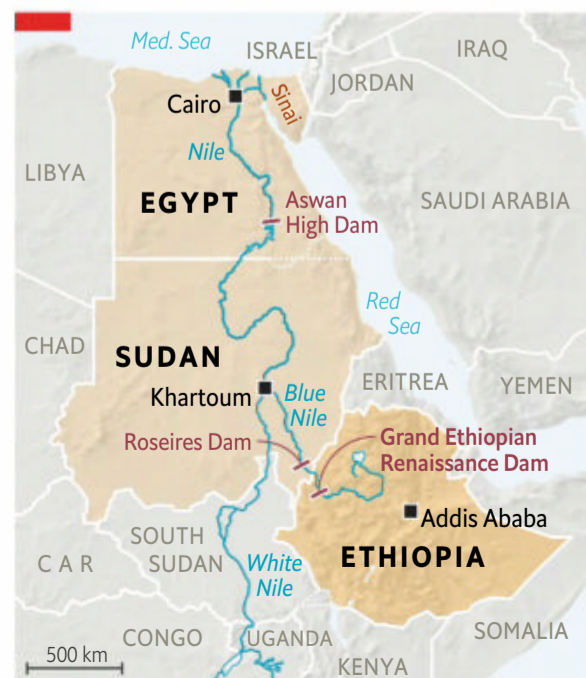 Med. Sea
ISRAEL
IRAQ
JORDAN
Cairo
Sinai
Nile
LIBYA
EGYPT
Aswan
High Dam
SAUDI ARABIA
Red
Sea
CHAD
SUDAN
Khartoum
Blue
Nile
ERITREA
YEMEN
Roseires Dam
Grand Ethiopian
Renaissance Dam
Addis Ababa
SOUTH
SUDAN
C A R
ETHIOPIA
White
Nile
CONGO
UGANDA
SOMALIA
KENYA
500 km